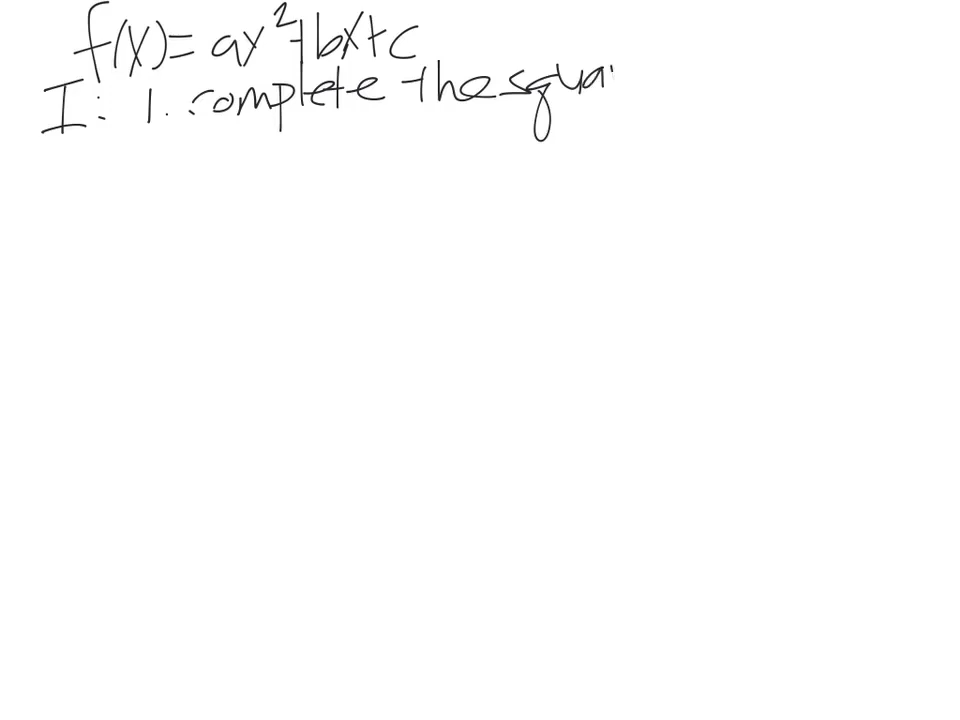 f(x)= ax²+bx+c
I: 1. complete the squa